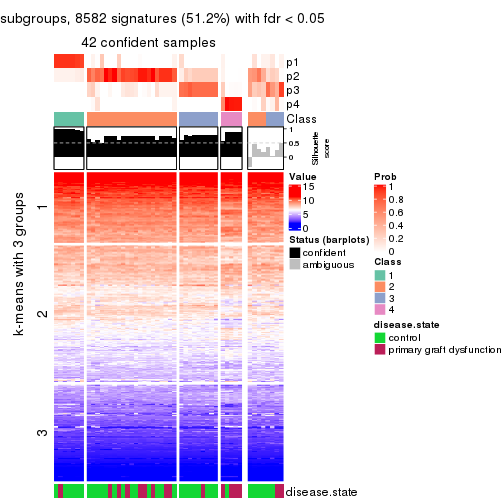 subgroups, 8582 signatures (51.2%) with fdr < 0.05
42 confident samples
p1
p2
p3
p4
Class
1
0.5
0
Silhouette
score
k-means with 3 groups
1
2
3
disease.state
Value
15
10
5
0
Status (barplots)
confident
ambiguous
Prob
1
0.8
0.6
0.4
0.2
0
Class
1
2
3
4
disease.state
control
primary graft dysfunction